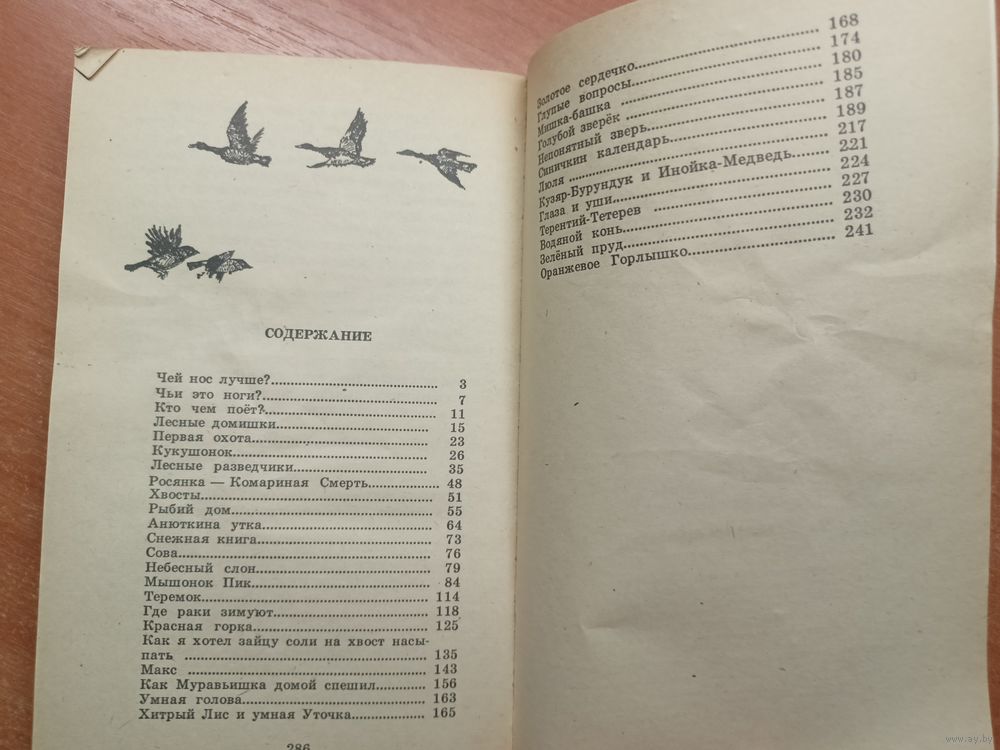 СОДЕРЖАНИЕ
Чей нос лучше? 3
Чьи это ноги? 7
Кто чем поёт? 11
Лесные домишки 15
Первая охота 23
Кукушонок 26
Лесные разведчики 35
Росянка — Комариная Смерть 48
Хвосты 51
Рыбий дом 55
Анюткина утка 64
Снежная книга 73
Сова 76
Небесный слон 79
Мышонок Пик 84
Теремок 114
Где раки зимуют 118
Красная горка 125
Как я хотел зайцу соли на хвост насы-
пать 135
Макс 143
Как Муравьишка домой спешил 156
Умная голова 163
Хитрый Лис и умная Уточка 165
286
Золотое сердечко 168
Глупые вопросы 174
Мишка-башка 180
Голубой зверёк 185
Непонятный зверь 187
Синичкин календарь 189
Люля 217
Кузяр-Бурундук и Инойка-Медведь 221
Глаза и уши 224
Терентий-Тетерев 227
Водяной конь 230
Зелёный пруд 232
Оранжевое Горлышко 241
www.ay.by